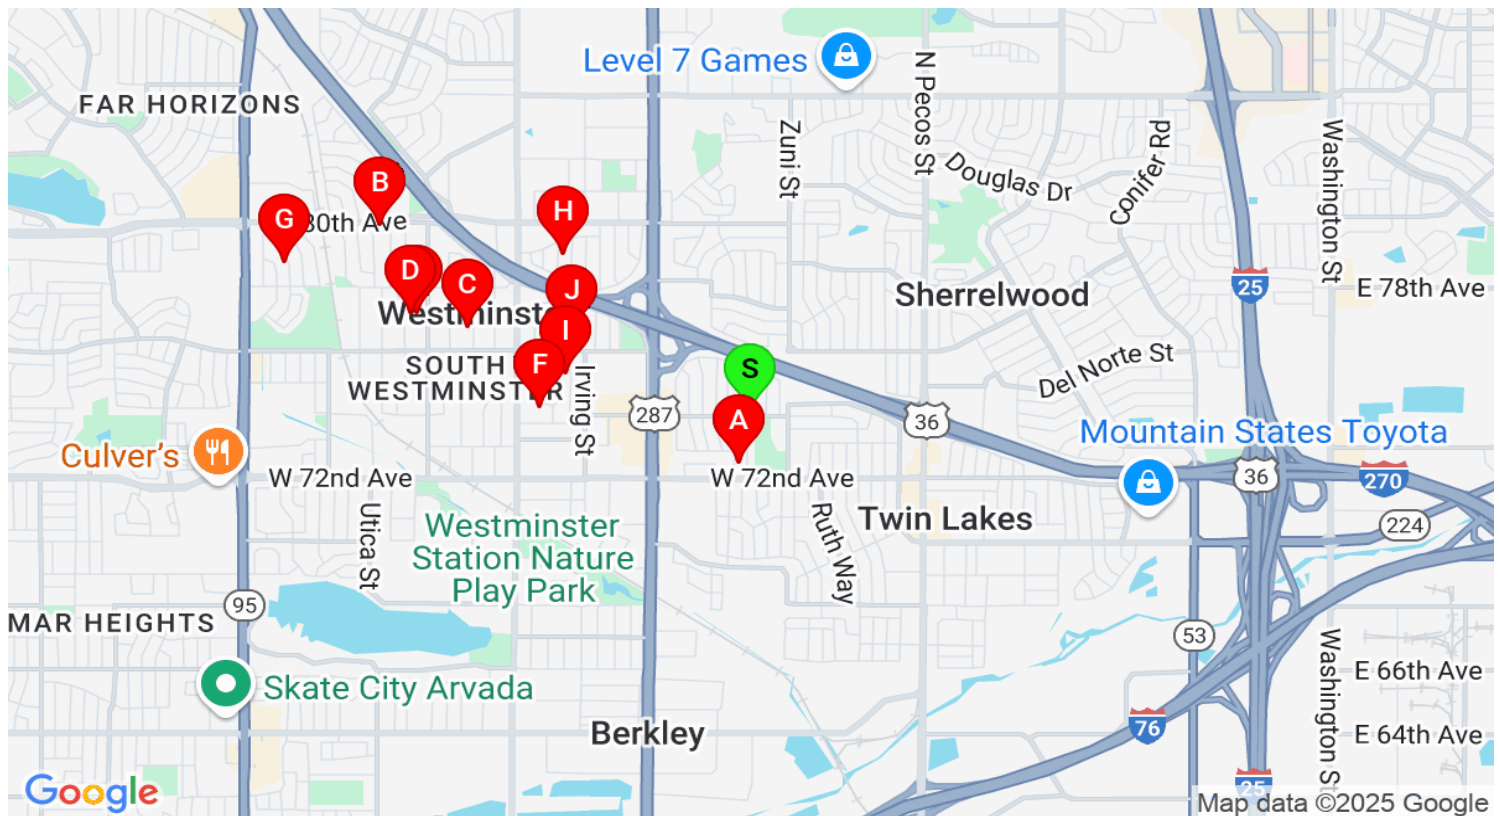 Level 7 Games
FAR HORIZONS
N Pecos St
Zuni St
Conifer Rd
Washington St
Douglas Dr
B
G
80th Ave
H
D
C
J
Westminst
Sherrelwood
25
E 78th Ave
I
SOUTH
WESTMINSTER
F
Irving St
S
Del Norte St
A
287
36
Mountain States Toyota
Culver's
W 72nd Ave
W 72nd Ave
36
270
Utica St
Westminster
Station Nature
Play Park
Ruth Way
Twin Lakes
224
95
MAR HEIGHTS
53
Washington St
E 66th Ave
Skate City Arvada
Berkley
76
E 64th Ave
25
Google
Map data ©2025 Google